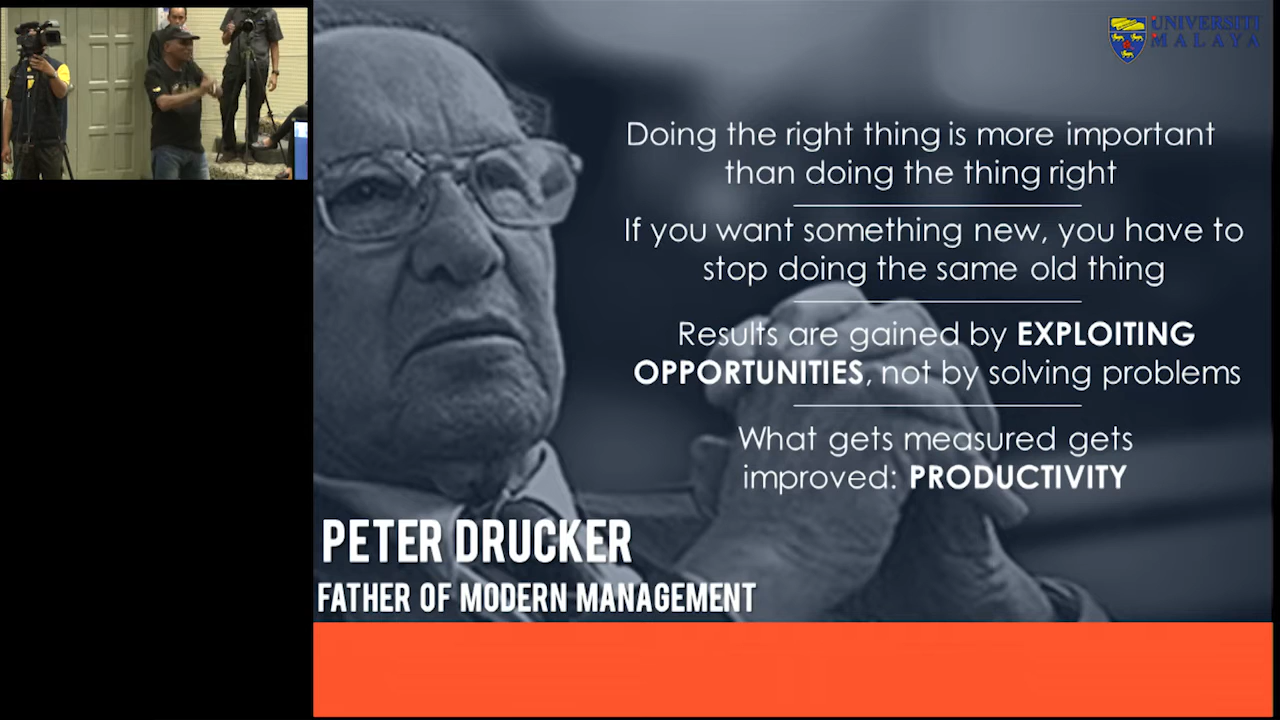 UNIVERSITI
MALAYA
Doing the right thing is more important
than doing the thing right
If you want something new, you have to
stop doing the same old thing
Results are gained by EXPLOITING
OPPORTUNITIES, not by solving problems
What gets measured gets
improved: PRODUCTIVITY
PETER DRUCKER
FATHER OF MODERN MANAGEMENT